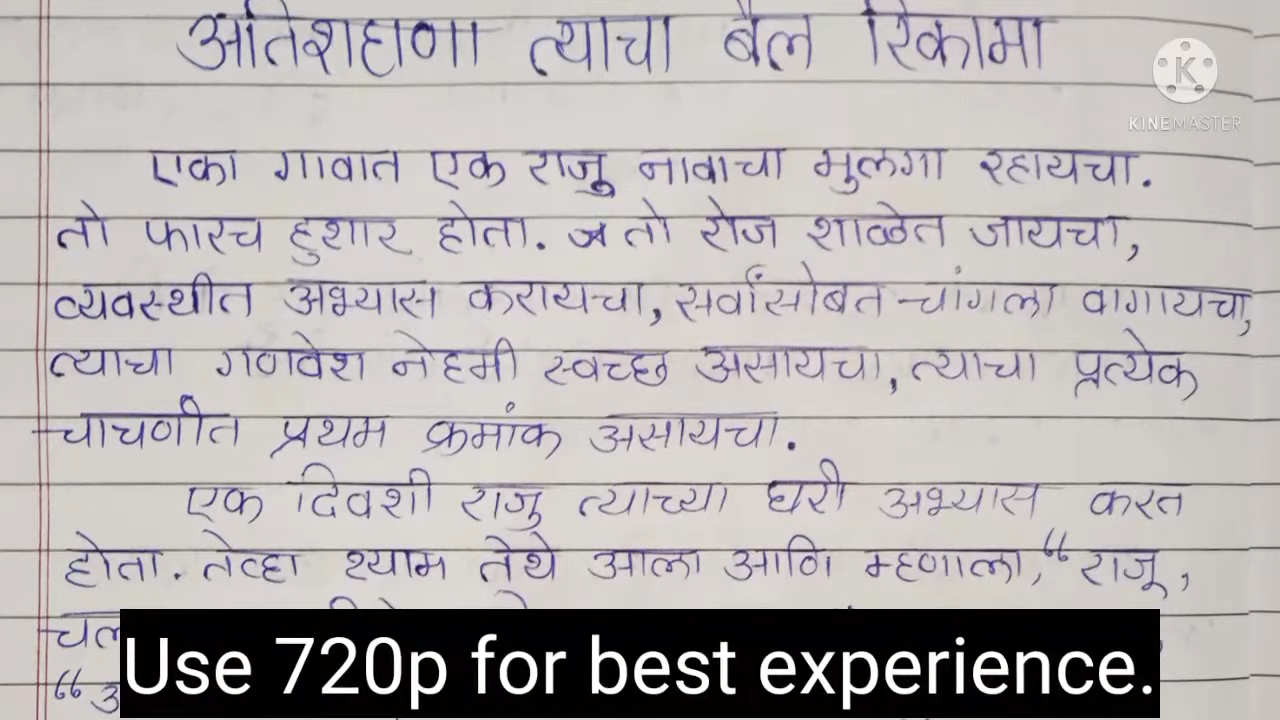 अतिशहाणा त्याचा बैल रिकामा
KINEMASTER
एका गावात एक राजु नावाचा मुलगा रहायचा.
तो फारच हुशार होता. तो रोज शाळेत जायचा,
व्यवस्थीत अभ्यास करायचा, सर्वांसोबत चांगला वागायचा,
त्याचा गणवेश नेहमी स्वच्छ असायचा, त्याचा प्रत्येक
चाचणीत प्रथम क्रमांक असायचा.
एक दिवशी राजु त्याच्या घरी अभ्यास करत
होता. तेव्हा श्याम तेथे आला आणि म्हणाला, “राजू,
Use 720p for best experience.